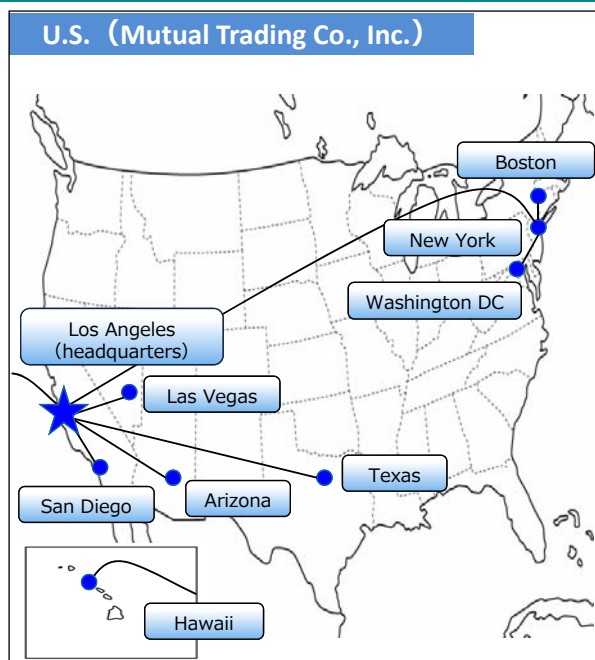 U.S.（Mutual Trading Co., Inc.）
Boston
New York
Washington DC
Los Angeles
(headquarters)
Las Vegas
Texas
Arizona
San Diego
Hawaii